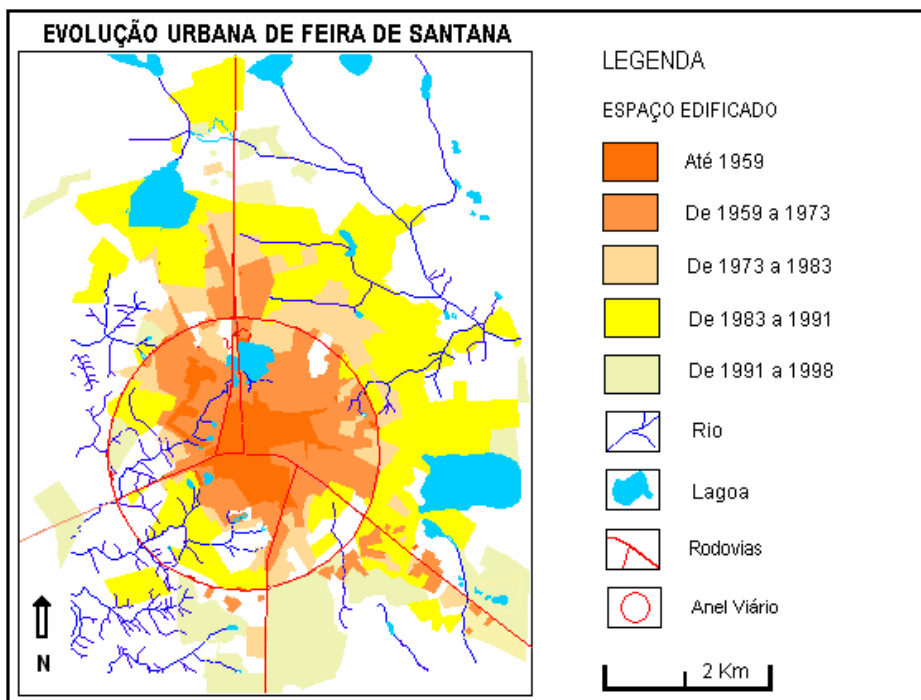 EVOLUÇÃO URBANA DE FEIRA DE SANTANA
N
LEGENDA
ESPAÇO EDIFICADO
Até 1959
De 1959 a 1973
De 1973 a 1983
De 1983 a 1991
De 1991 a 1998
Rio
Lagoa
Rodovias
Anel Viário
2 Km